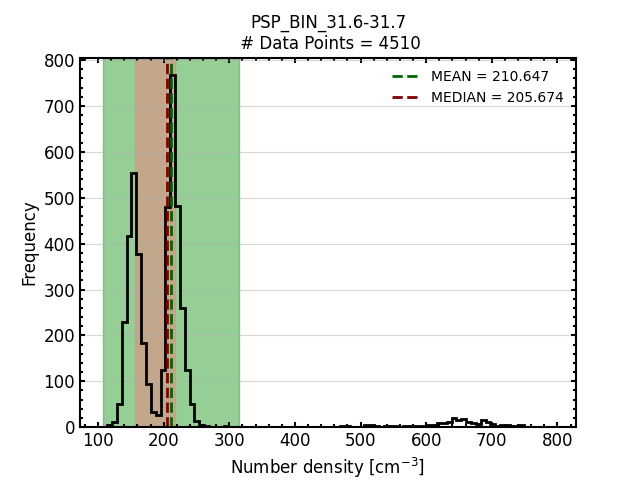 PSP_BIN_31.6-31.7
# Data Points = 4510
MEAN = 210.647
MEDIAN = 205.674
Frequency
800
700
600
500
400
300
200
100
0
100 200 300 400 500 600 700 800
Number density [cm⁻³]